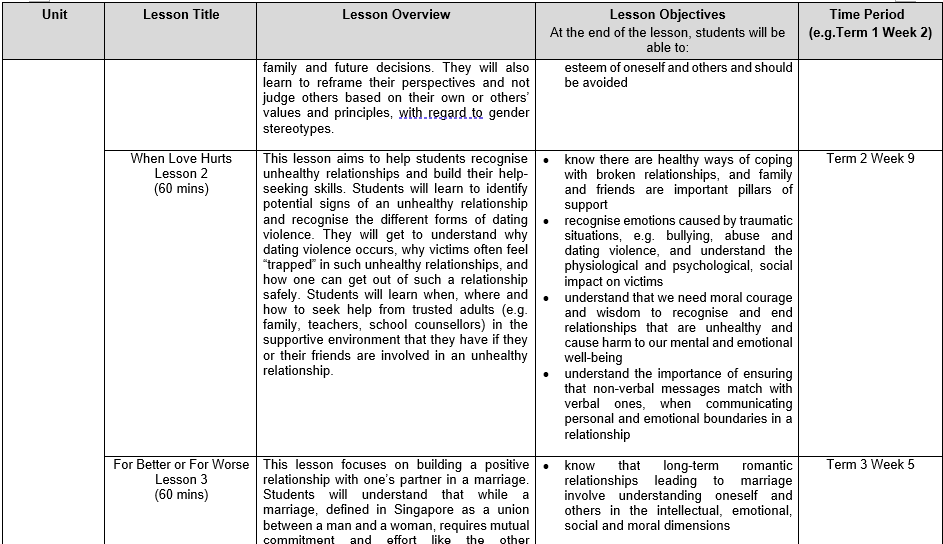 Unit
Lesson Title
Lesson Overview
Lesson Objectives
At the end of the lesson, students will be
able to:
Time Period
(e.g.Term 1 Week 2)
family and future decisions. They will also
learn to reframe their perspectives and not
judge others based on their own or others’
values and principles, with regard to gender
stereotypes.
esteem of oneself and others and should
be avoided
When Love Hurts
Lesson 2
(60 mins)
This lesson aims to help students recognise
unhealthy relationships and build their help-
seeking skills. Students will learn to identify
potential signs of an unhealthy relationship
and recognise the different forms of dating
violence. They will get to understand why
dating violence occurs, why victims often feel
“trapped” in such unhealthy relationships, and
how one can get out of such a relationship
safely. Students will learn when, where and
how to seek help from trusted adults (e.g.
family, teachers, school counsellors) in the
supportive environment that they have if they
or their friends are involved in an unhealthy
relationship.
• know there are healthy ways of coping
with broken relationships, and family
and friends are important pillars of
support
• recognise emotions caused by traumatic
situations, e.g. bullying, abuse and
dating violence, and understand the
physiological and psychological, social
impact on victims
• understand that we need moral courage
and wisdom to recognise and end
relationships that are unhealthy and
cause harm to our mental and emotional
well-being
• understand the importance of ensuring
that non-verbal messages match with
verbal ones, when communicating
personal and emotional boundaries in a
relationship
Term 2 Week 9
For Better or For Worse
Lesson 3
(60 mins)
This lesson focuses on building a positive
relationship with one’s partner in a marriage.
Students will understand that while a
marriage, defined in Singapore as a union
between a man and a woman, requires mutual
commitment and effort like the other
• know that long-term romantic
relationships leading to marriage
involve understanding oneself and
others in the intellectual, emotional,
social and moral dimensions
Term 3 Week 5